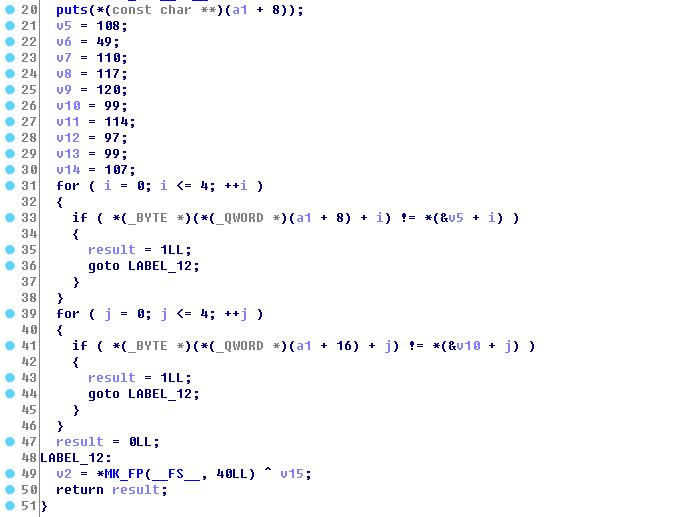 20 puts(*(const char **)(a1 + 8));
21 v5 = 108;
22 v6 = 49;
23 v7 = 110;
24 v8 = 117;
25 v9 = 120;
26 v10 = 99;
27 v11 = 114;
28 v12 = 97;
29 v13 = 99;
30 v14 = 107;
31 for ( i = 0; i <= 4; ++i )
32 {
33 if ( *(_BYTE *)(*(_QWORD *)(a1 + 8) + i) != *(&v5 + i) )
34 {
35 result = 1LL;
36 goto LABEL_12;
37 }
38 }
39 for ( j = 0; j <= 4; ++j )
40 {
41 if ( *(_BYTE *)(*(_QWORD *)(a1 + 16) + j) != *(&v10 + j) )
42 {
43 result = 1LL;
44 goto LABEL_12;
45 }
46 }
47 result = 0LL;
48 LABEL_12:
49 v2 = *MK_FP(__FS__, 40LL) ^ v15;
50 return result;
51 }